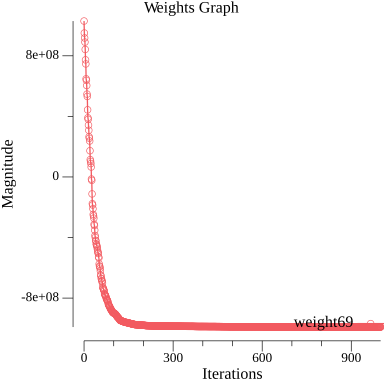 Weights Graph
8e+08
0
-8e+08
Magnitude
weight69
0 300 600 900
Iterations